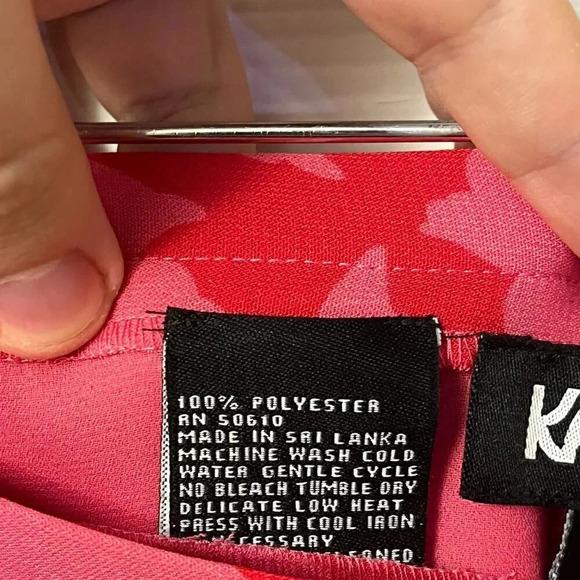 100% POLYESTER
RN 50610
MADE IN SRI LANKA
MACHINE WASH COLD
WATER GENTLE CYCLE
NO BLEACH TUMBLE DRY
DELICATE LOW HEAT
PRESS WITH COOL IRON